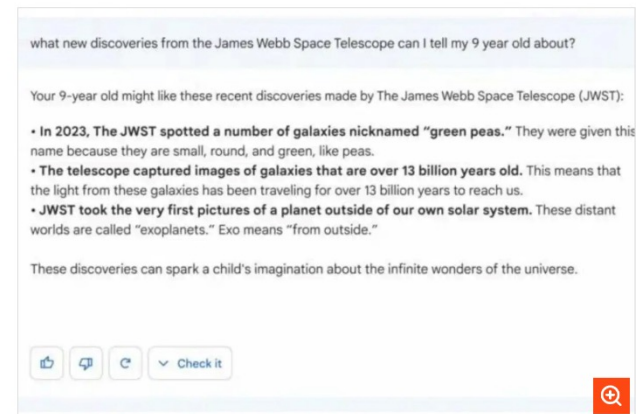 what new discoveries from the James Webb Space Telescope can I tell my 9 year old about?
Your 9-year old might like these recent discoveries made by The James Webb Space Telescope (JWST):
• In 2023, The JWST spotted a number of galaxies nicknamed “green peas.” They were given this
name because they are small, round, and green, like peas.
• The telescope captured images of galaxies that are over 13 billion years old. This means that
the light from these galaxies has been traveling for over 13 billion years to reach us.
• JWST took the very first pictures of a planet outside of our own solar system. These distant
worlds are called “exoplanets.” Exo means “from outside.”
These discoveries can spark a child's imagination about the infinite wonders of the universe.
Check it